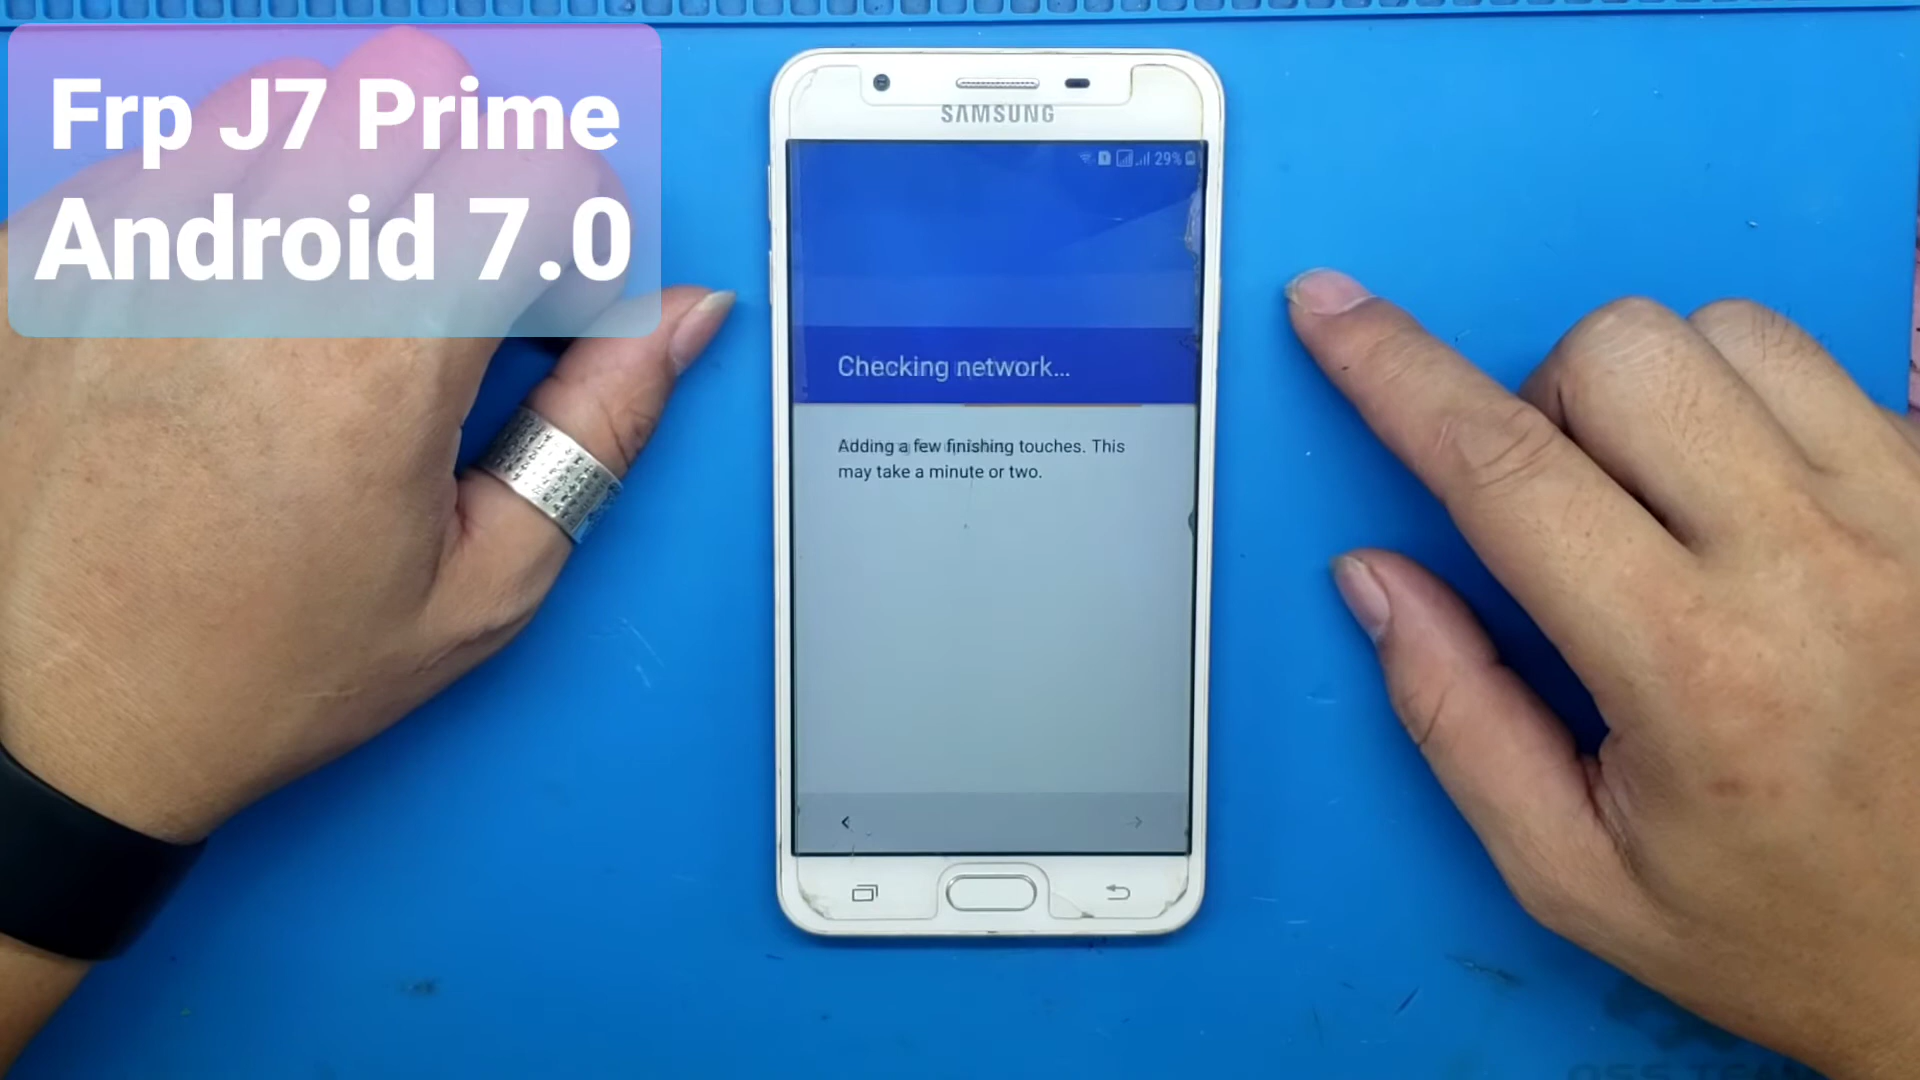 Frp J7 Prime
Android 7.0
SAMSUNG
29%
Checking network...
Adding a few finishing touches. This
may take a minute or two.